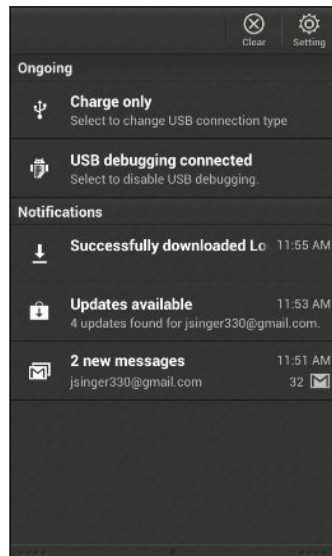 Clear
Setting
Ongoing
Charge only
Select to change USB connection type
USB debugging connected
Select to disable USB debugging.
Notifications
Successfully downloaded Lo 11:55 AM
Updates available 11:53 AM
4 updates found for jsinger330@gmail.com.
2 new messages 11:51 AM
jsinger330@gmail.com 32